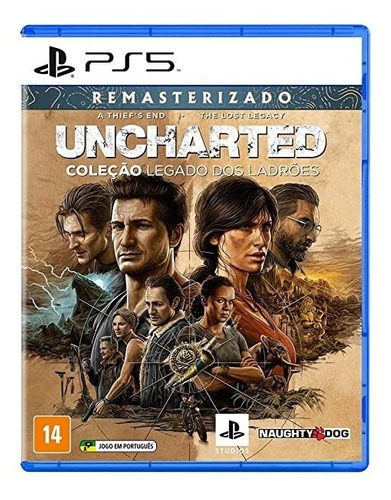 PS5
REMASTERIZADO
A THIEF'S END · THE LOST LEGACY
UNCHARTED
COLEÇÃO LEGADO DOS LADRÕES
14
JOGO EM PORTUGUÊS
STUDIOS
NAUGHTY DOG